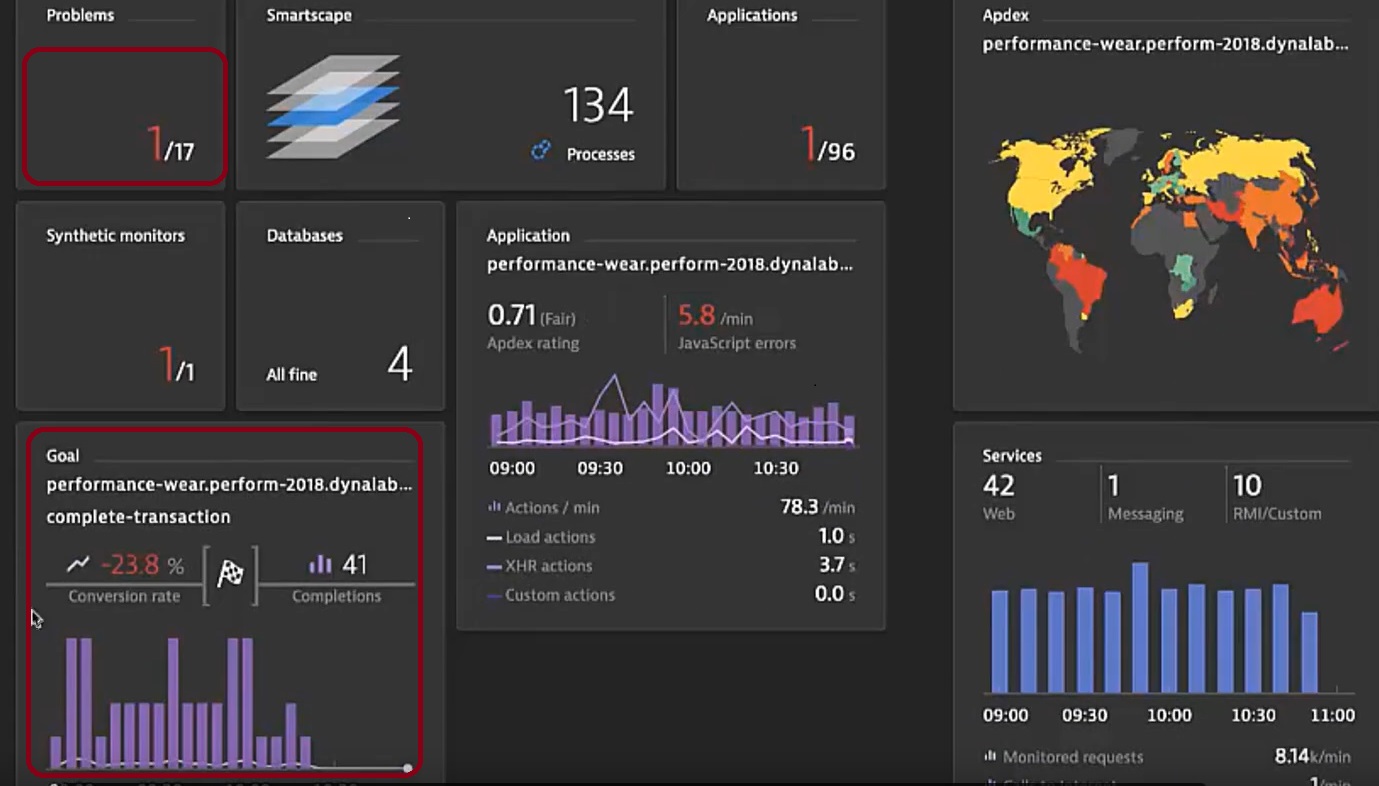 Problems
1/17
Smartscape
134
Processes
Applications
1/96
Apdex
performance-wear.perform-2018.dynalab...
Synthetic monitors
1/1
Databases
All fine 4
Application
performance-wear.perform-2018.dynalab...
0.71 (Fair) 5.8 /min
Apdex rating JavaScript errors
09:00 09:30 10:00 10:30
Actions / min 78.3 /min
Load actions 1.0 s
XHR actions 3.7 s
Custom actions 0.0 s
Goal
performance-wear.perform-2018.dynalab...
complete-transaction
-23.8 % 41
Conversion rate Completions
Services
42 1 10
Web Messaging RMI/Custom
09:00 09:30 10:00 10:30 11:00
Monitored requests 8.14k/min